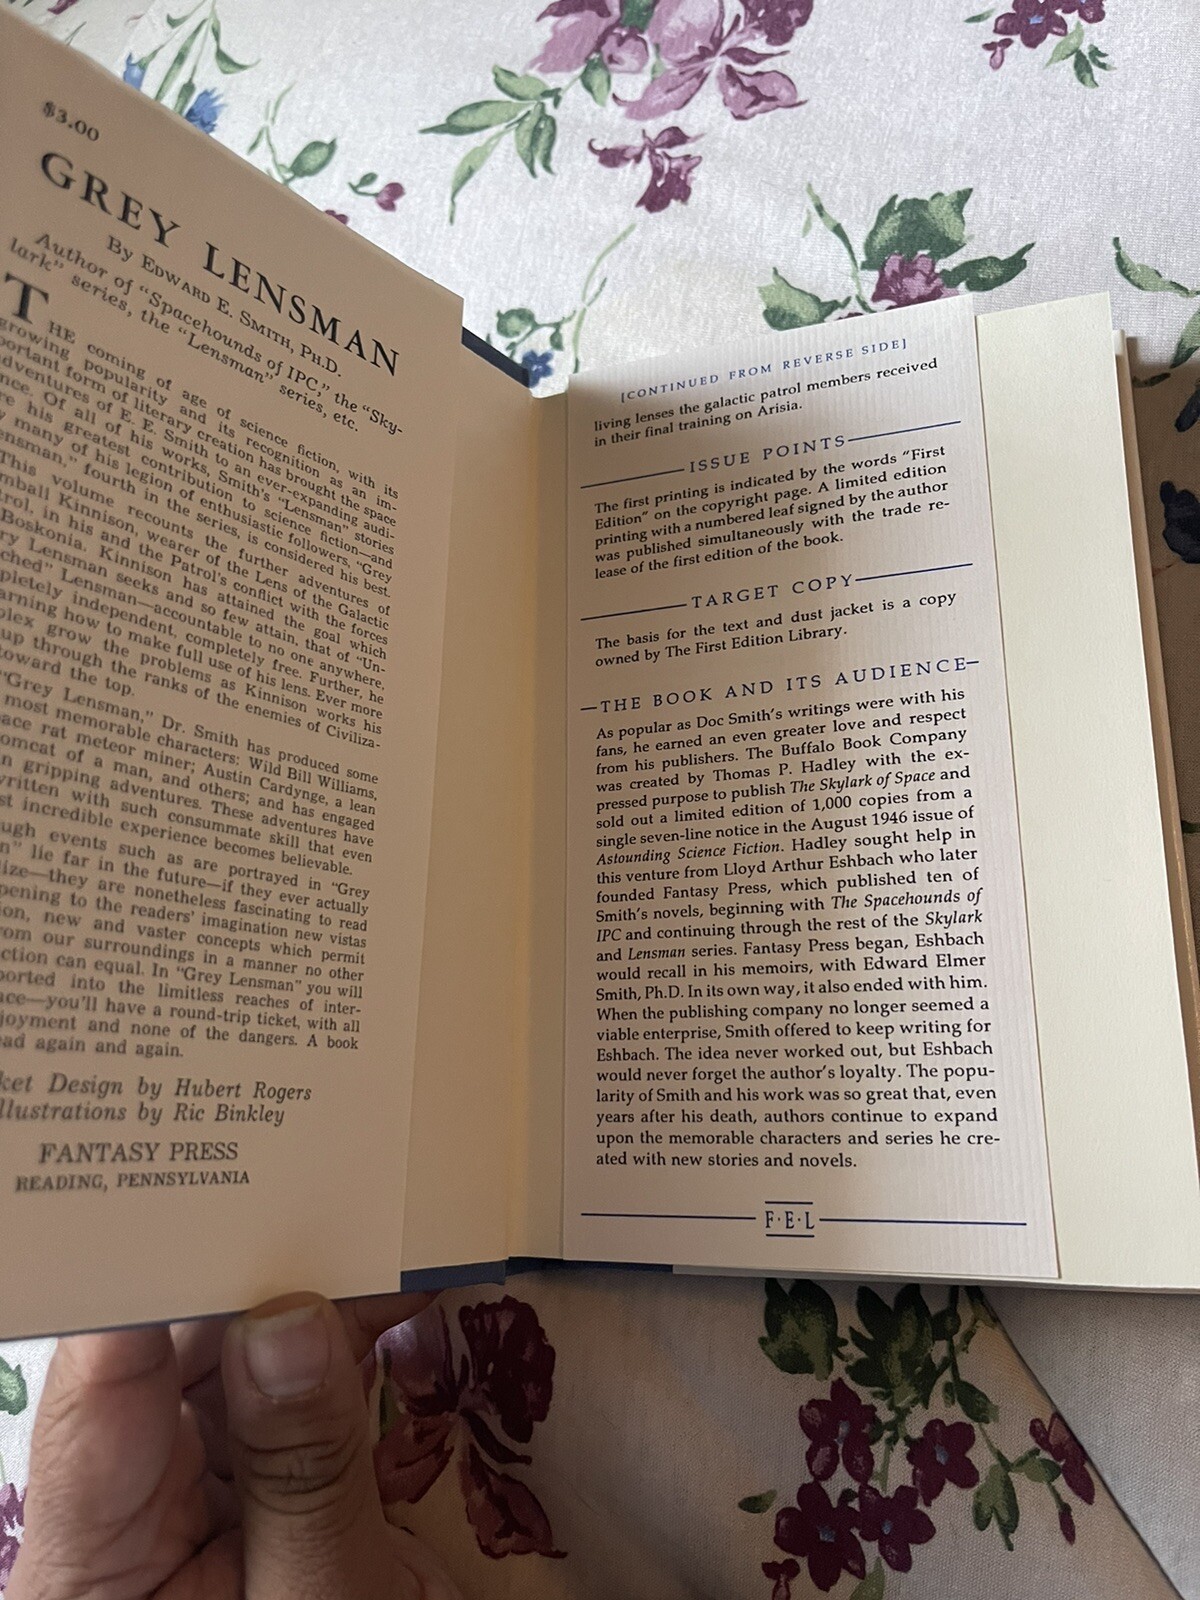 $3.00
GREY LENSMAN
By EDWARD E. SMITH, PH.D.
Author of "Spacehounds of IPC," the "Sky-
lark" series, the "Lensman" series, etc.
THE coming of age of science fiction, with its
growing popularity and its recognition as an im-
portant form of literary creation has brought the space
adventures of E. E. Smith to an ever-expanding audi-
ence. Of all of his works, Smith's "Lensman" stories
are his greatest contribution to science fiction—and
many of his legion of enthusiastic followers, "Grey
Lensman," fourth in the series, is considered his best.
This volume recounts the further adventures of
Kimball Kinnison, wearer of the Lens of the Galactic
Patrol, in his and the Patrol's conflict with the forces
Boskonia. Kinnison has attained the goal which
Lensman seeks and so few attain, that of "Un-
ched" Lensman—accountable to no one anywhere,
pletely independent, completely free. Further, he
arning how to make full use of his lens. Ever more
plex grow the problems as Kinnison works his
up through the ranks of the enemies of Civiliza-
toward the top.
"Grey Lensman," Dr. Smith has produced some
most memorable characters: Wild Bill Williams,
ace rat meteor miner; Austin Cardynge, a lean
omcat of a man, and others; and has engaged
n gripping adventures. These adventures have
written with such consummate skill that even
st incredible experience becomes believable.
ugh events such as are portrayed in "Grey
n" lie far in the future—if they ever actually
ize—they are nonetheless fascinating to read
pening to the readers' imagination new vistas
ion, new and vaster concepts which permit
rom our surroundings in a manner no other
ction can equal. In "Grey Lensman" you will
ported into the limitless reaches of inter-
ace—you'll have a round-trip ticket, with all
joyment and none of the dangers. A book
ad again and again.
ket Design by Hubert Rogers
llustrations by Ric Binkley
FANTASY PRESS
READING, PENNSYLVANIA
[CONTINUED FROM REVERSE SIDE]
living lenses the galactic patrol members received
in their final training on Arisia.
ISSUE POINTS
The first printing is indicated by the words "First
Edition" on the copyright page. A limited edition
printing with a numbered leaf signed by the author
was published simultaneously with the trade re-
lease of the first edition of the book.
TARGET COPY
The basis for the text and dust jacket is a copy
owned by The First Edition Library.
THE BOOK AND ITS AUDIENCE
As popular as Doc Smith's writings were with his
fans, he earned an even greater love and respect
from his publishers. The Buffalo Book Company
was created by Thomas P. Hadley with the ex-
pressed purpose to publish The Skylark of Space and
sold out a limited edition of 1,000 copies from a
single seven-line notice in the August 1946 issue of
Astounding Science Fiction. Hadley sought help in
this venture from Lloyd Arthur Eshbach who later
founded Fantasy Press, which published ten of
Smith's novels, beginning with The Spacehounds of
IPC and continuing through the rest of the Skylark
and Lensman series. Fantasy Press began, Eshbach
would recall in his memoirs, with Edward Elmer
Smith, Ph.D. In its own way, it also ended with him.
When the publishing company no longer seemed a
viable enterprise, Smith offered to keep writing for
Eshbach. The idea never worked out, but Eshbach
would never forget the author's loyalty. The popu-
larity of Smith and his work was so great that, even
years after his death, authors continue to expand
upon the memorable characters and series he cre-
ated with new stories and novels.
F·E·L